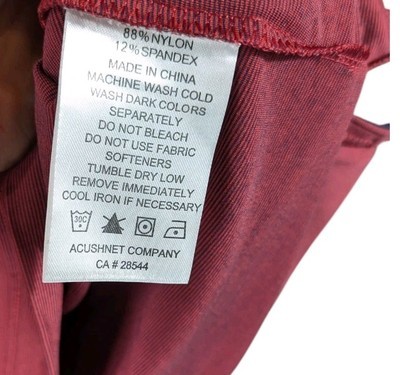 88% NYLON
12% SPANDEX
MADE IN CHINA
MACHINE WASH COLD
WASH DARK COLORS
SEPARATELY
DO NOT BLEACH
DO NOT USE FABRIC
SOFTENERS
TUMBLE DRY LOW
REMOVE IMMEDIATELY
COOL IRON IF NECESSARY
30C
ACUSHNET COMPANY
CA # 28544